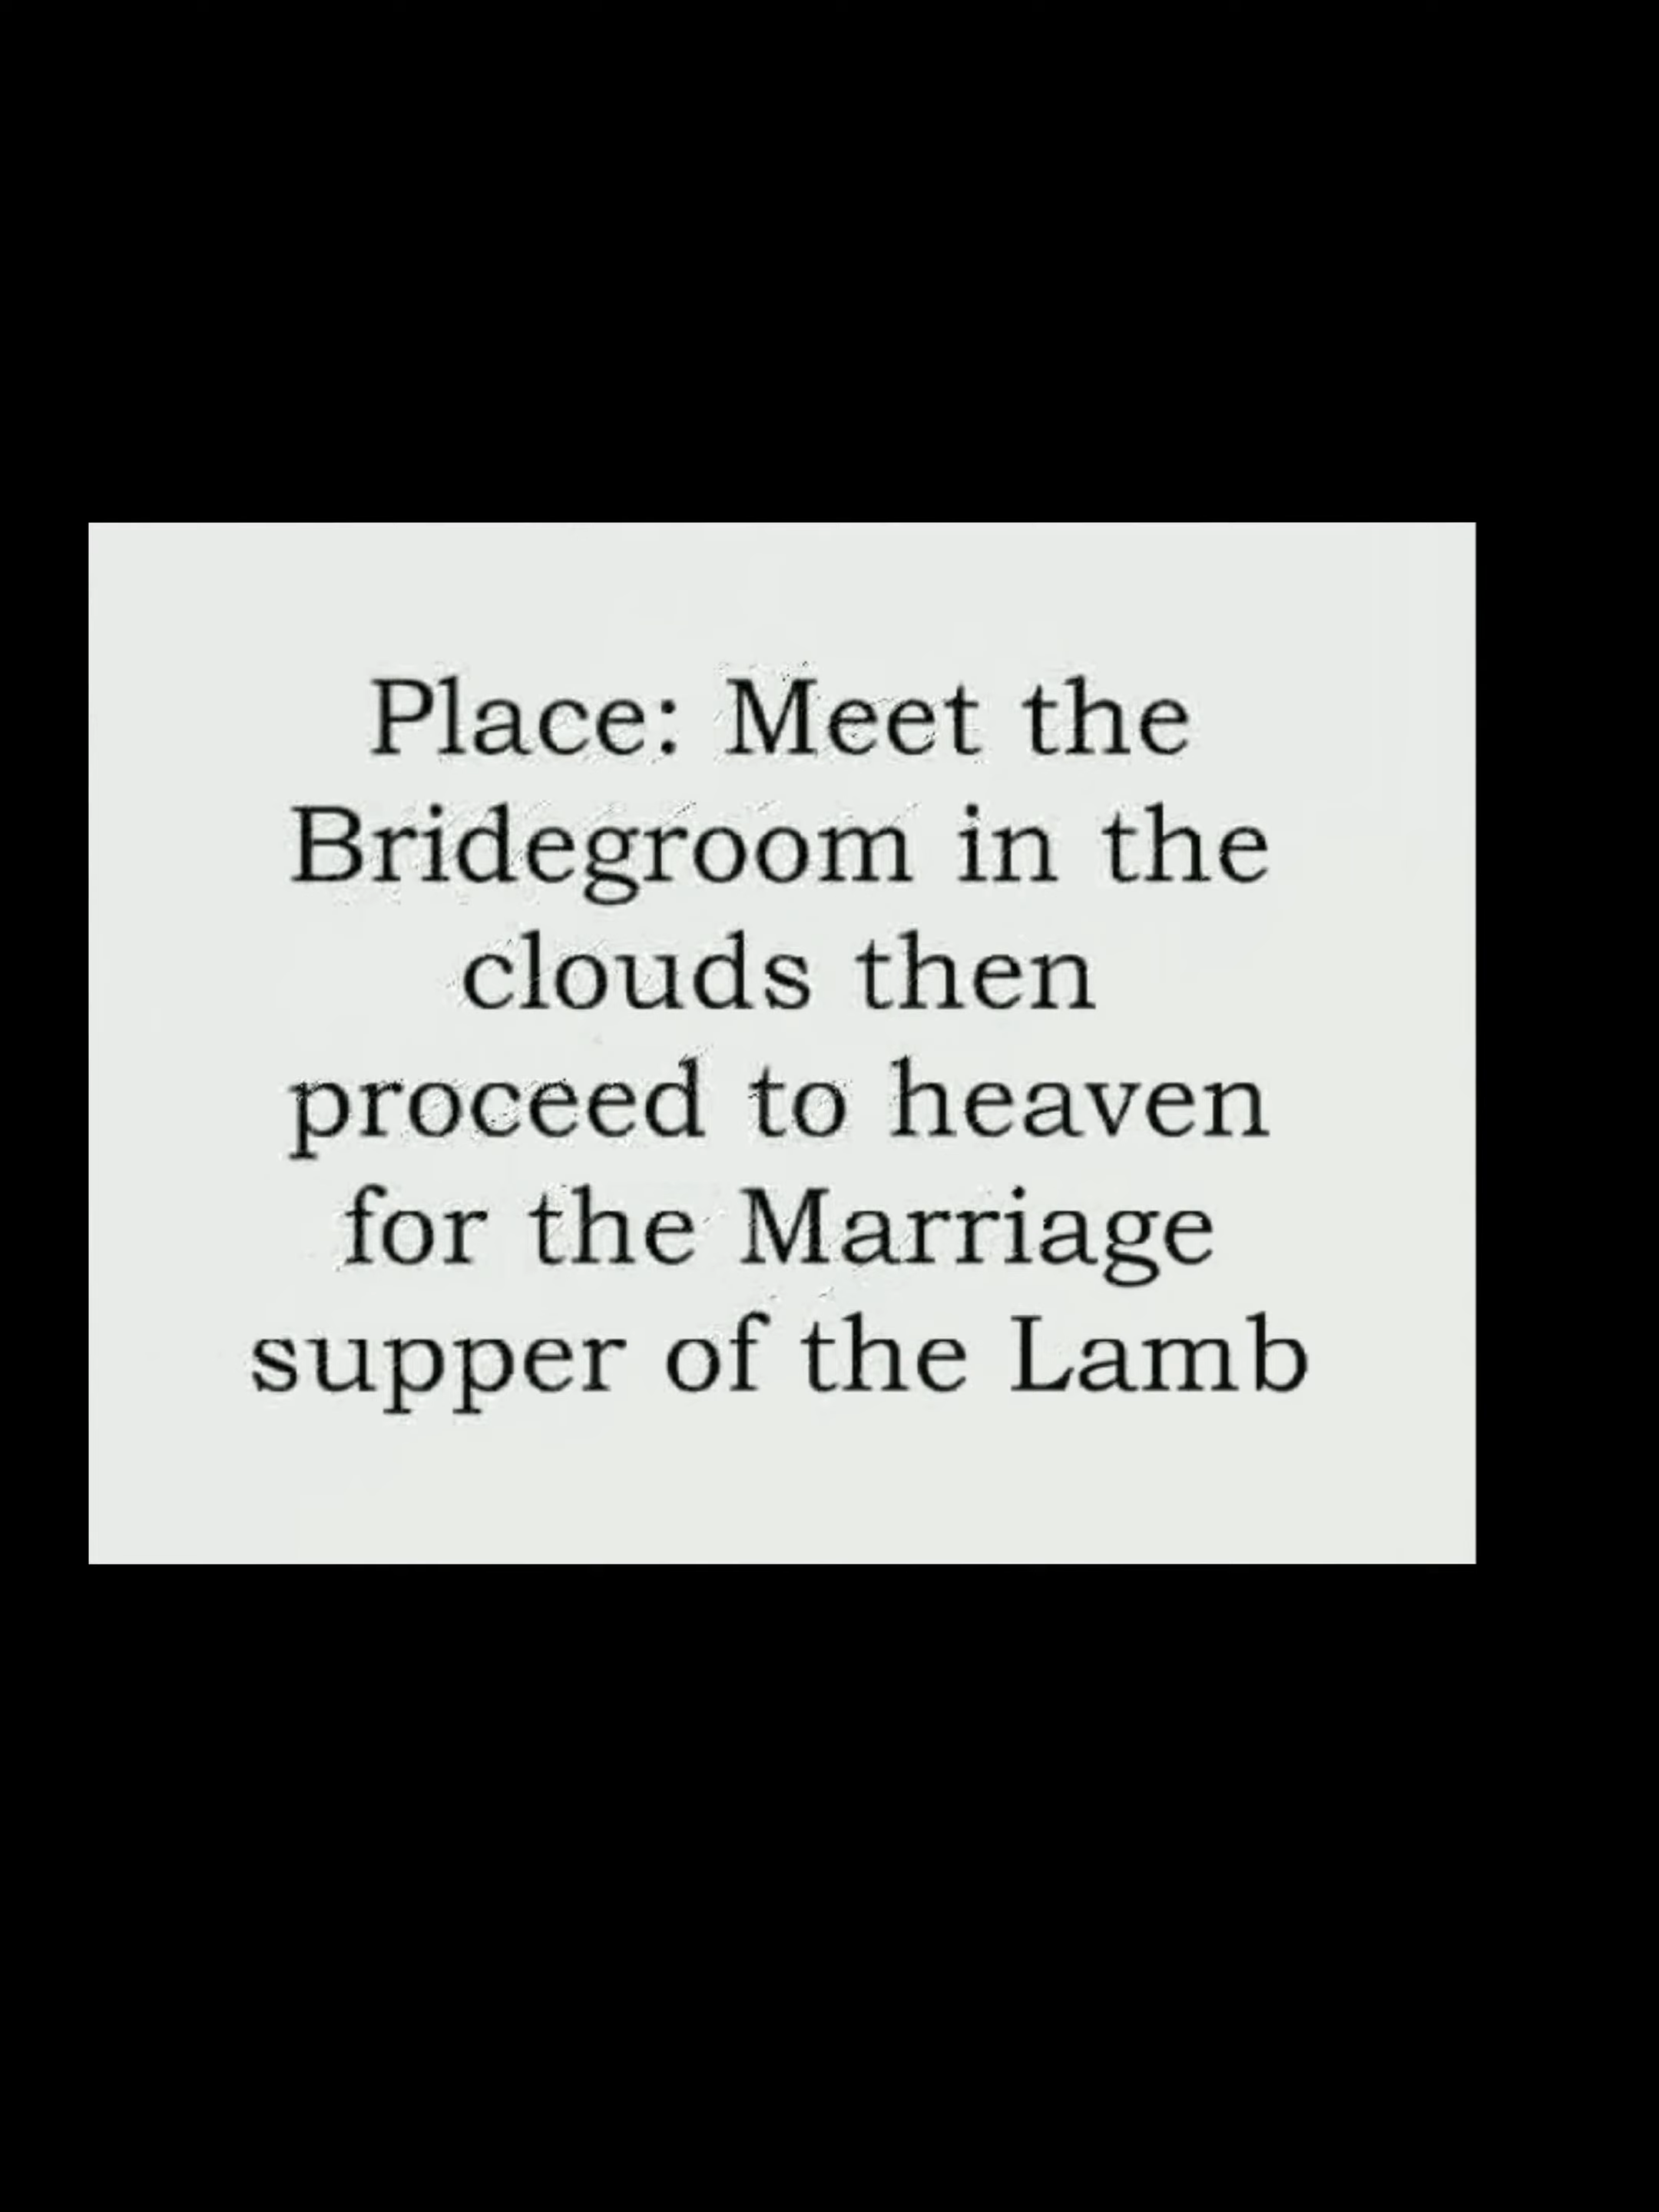 Place: Meet the
Bridegroom in the
clouds then
proceed to heaven
for the Marriage
supper of the Lamb